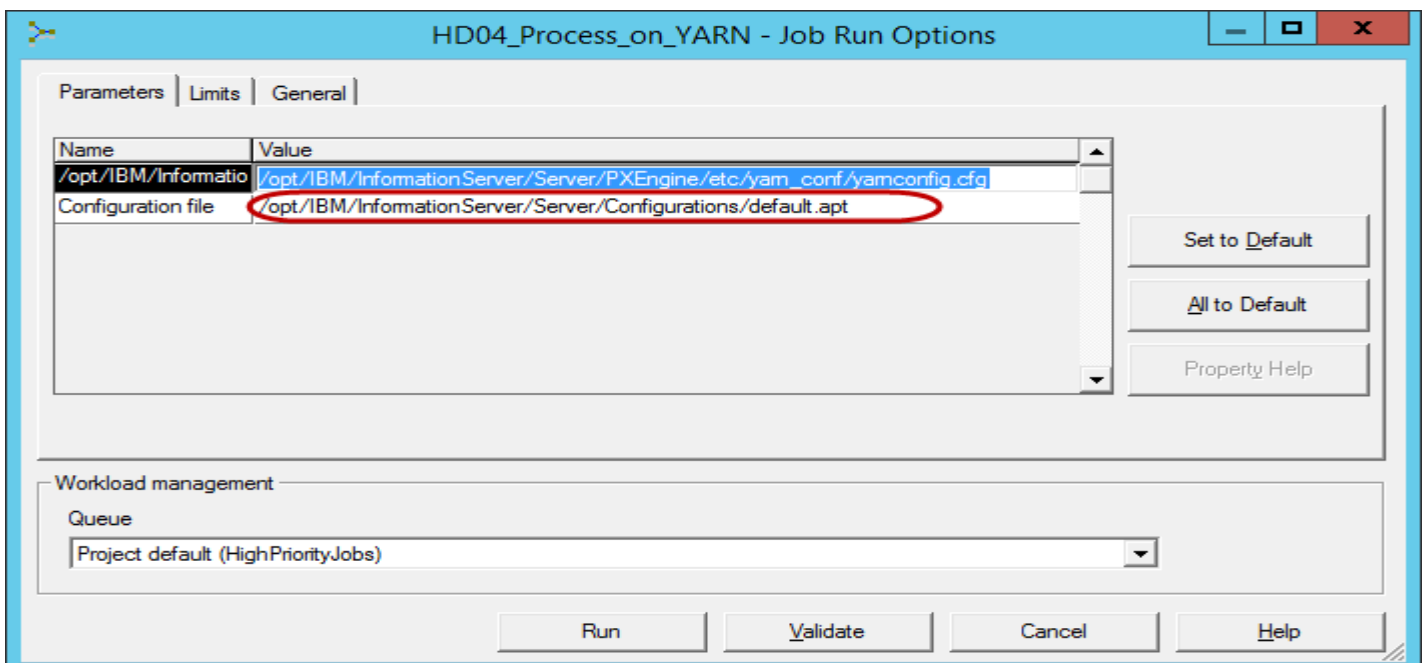 HD04_Process_on_YARN - Job Run Options
Parameters Limits General
Name Value
/opt/IBM/Informatio /opt/IBM/InformationServer/Server/PXEngine/etc/yarn_conf/yarnconfig.cfg
Configuration file /opt/IBM/InformationServer/Server/Configurations/default.apt
Set to Default
All to Default
Property Help
Workload management
Queue
Project default (HighPriorityJobs)
Run Validate Cancel Help